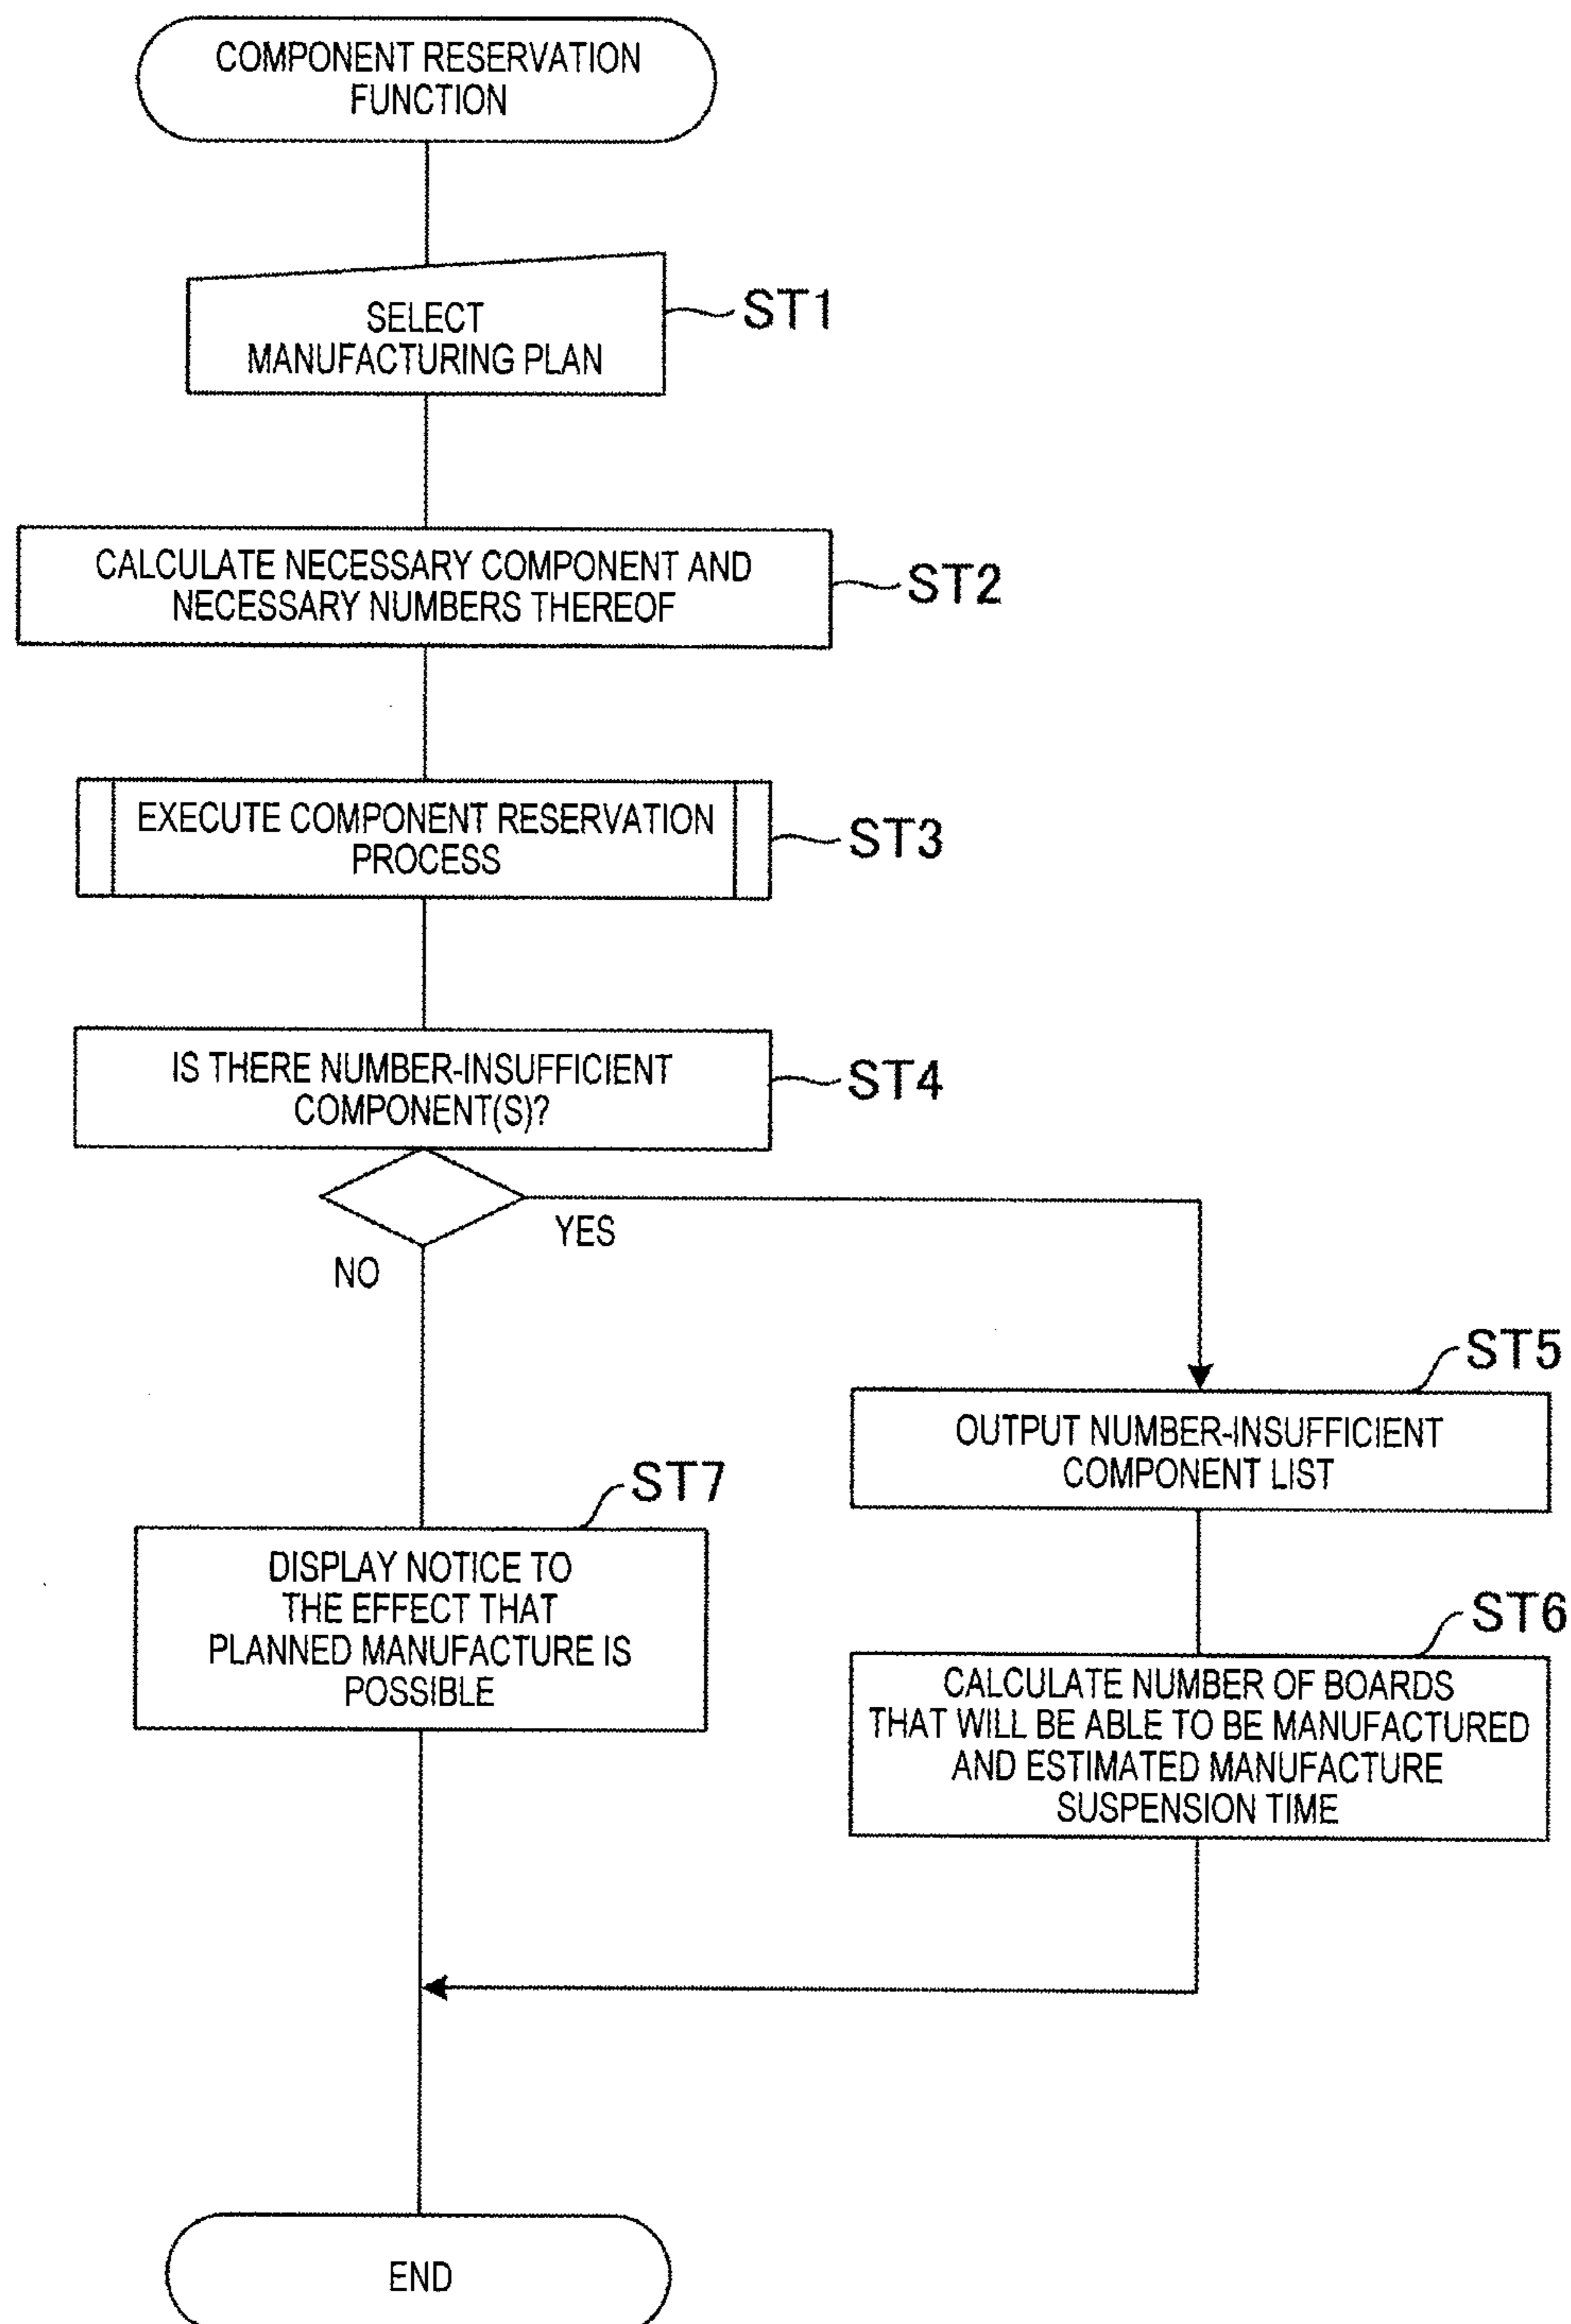 COMPONENT RESERVATION
FUNCTION
SELECT
MANUFACTURING PLAN
ST1
CALCULATE NECESSARY COMPONENT AND
NECESSARY NUMBERS THEREOF
ST2
EXECUTE COMPONENT RESERVATION
PROCESS
ST3
IS THERE NUMBER-INSUFFICIENT
COMPONENT(S)?
ST4
YES
NO
ST5
OUTPUT NUMBER-INSUFFICIENT
COMPONENT LIST
ST7
DISPLAY NOTICE TO
THE EFFECT THAT
PLANNED MANUFACTURE IS
POSSIBLE
ST6
CALCULATE NUMBER OF BOARDS
THAT WILL BE ABLE TO BE MANUFACTURED
AND ESTIMATED MANUFACTURE
SUSPENSION TIME
END